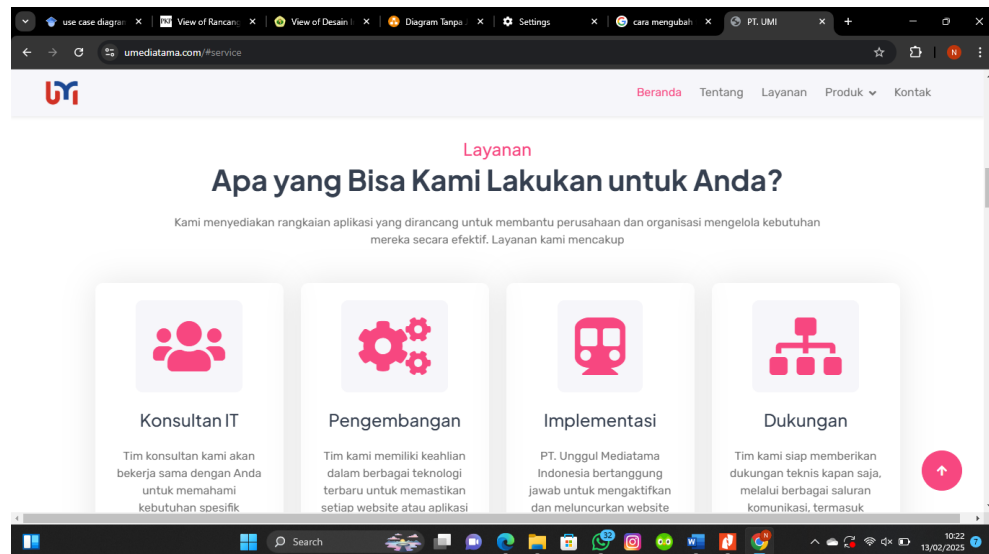 use case diagram
View of Rancang
View of Desain I
Diagram Tanpa J
Settings
cara mengubah
PT. UMI
umediatama.com/#service
N
UMI
Beranda
Tentang
Layanan
Produk
Kontak
Layanan
Apa yang Bisa Kami Lakukan untuk Anda?
Kami menyediakan rangkaian aplikasi yang dirancang untuk membantu perusahaan dan organisasi mengelola kebutuhan
mereka secara efektif. Layanan kami mencakup
Konsultan IT
Tim konsultan kami akan
bekerja sama dengan Anda
untuk memahami
kebutuhan spesifik
Pengembangan
Tim kami memiliki keahlian
dalam berbagai teknologi
terbaru untuk memastikan
setiap website atau aplikasi
Implementasi
PT. Unggul Mediatama
Indonesia bertanggung
jawab untuk mengaktifkan
dan meluncurkan website
Dukungan
Tim kami siap memberikan
dukungan teknis kapan saja,
melalui berbagai saluran
komunikasi, termasuk
Search
10:22
13/02/2025
7